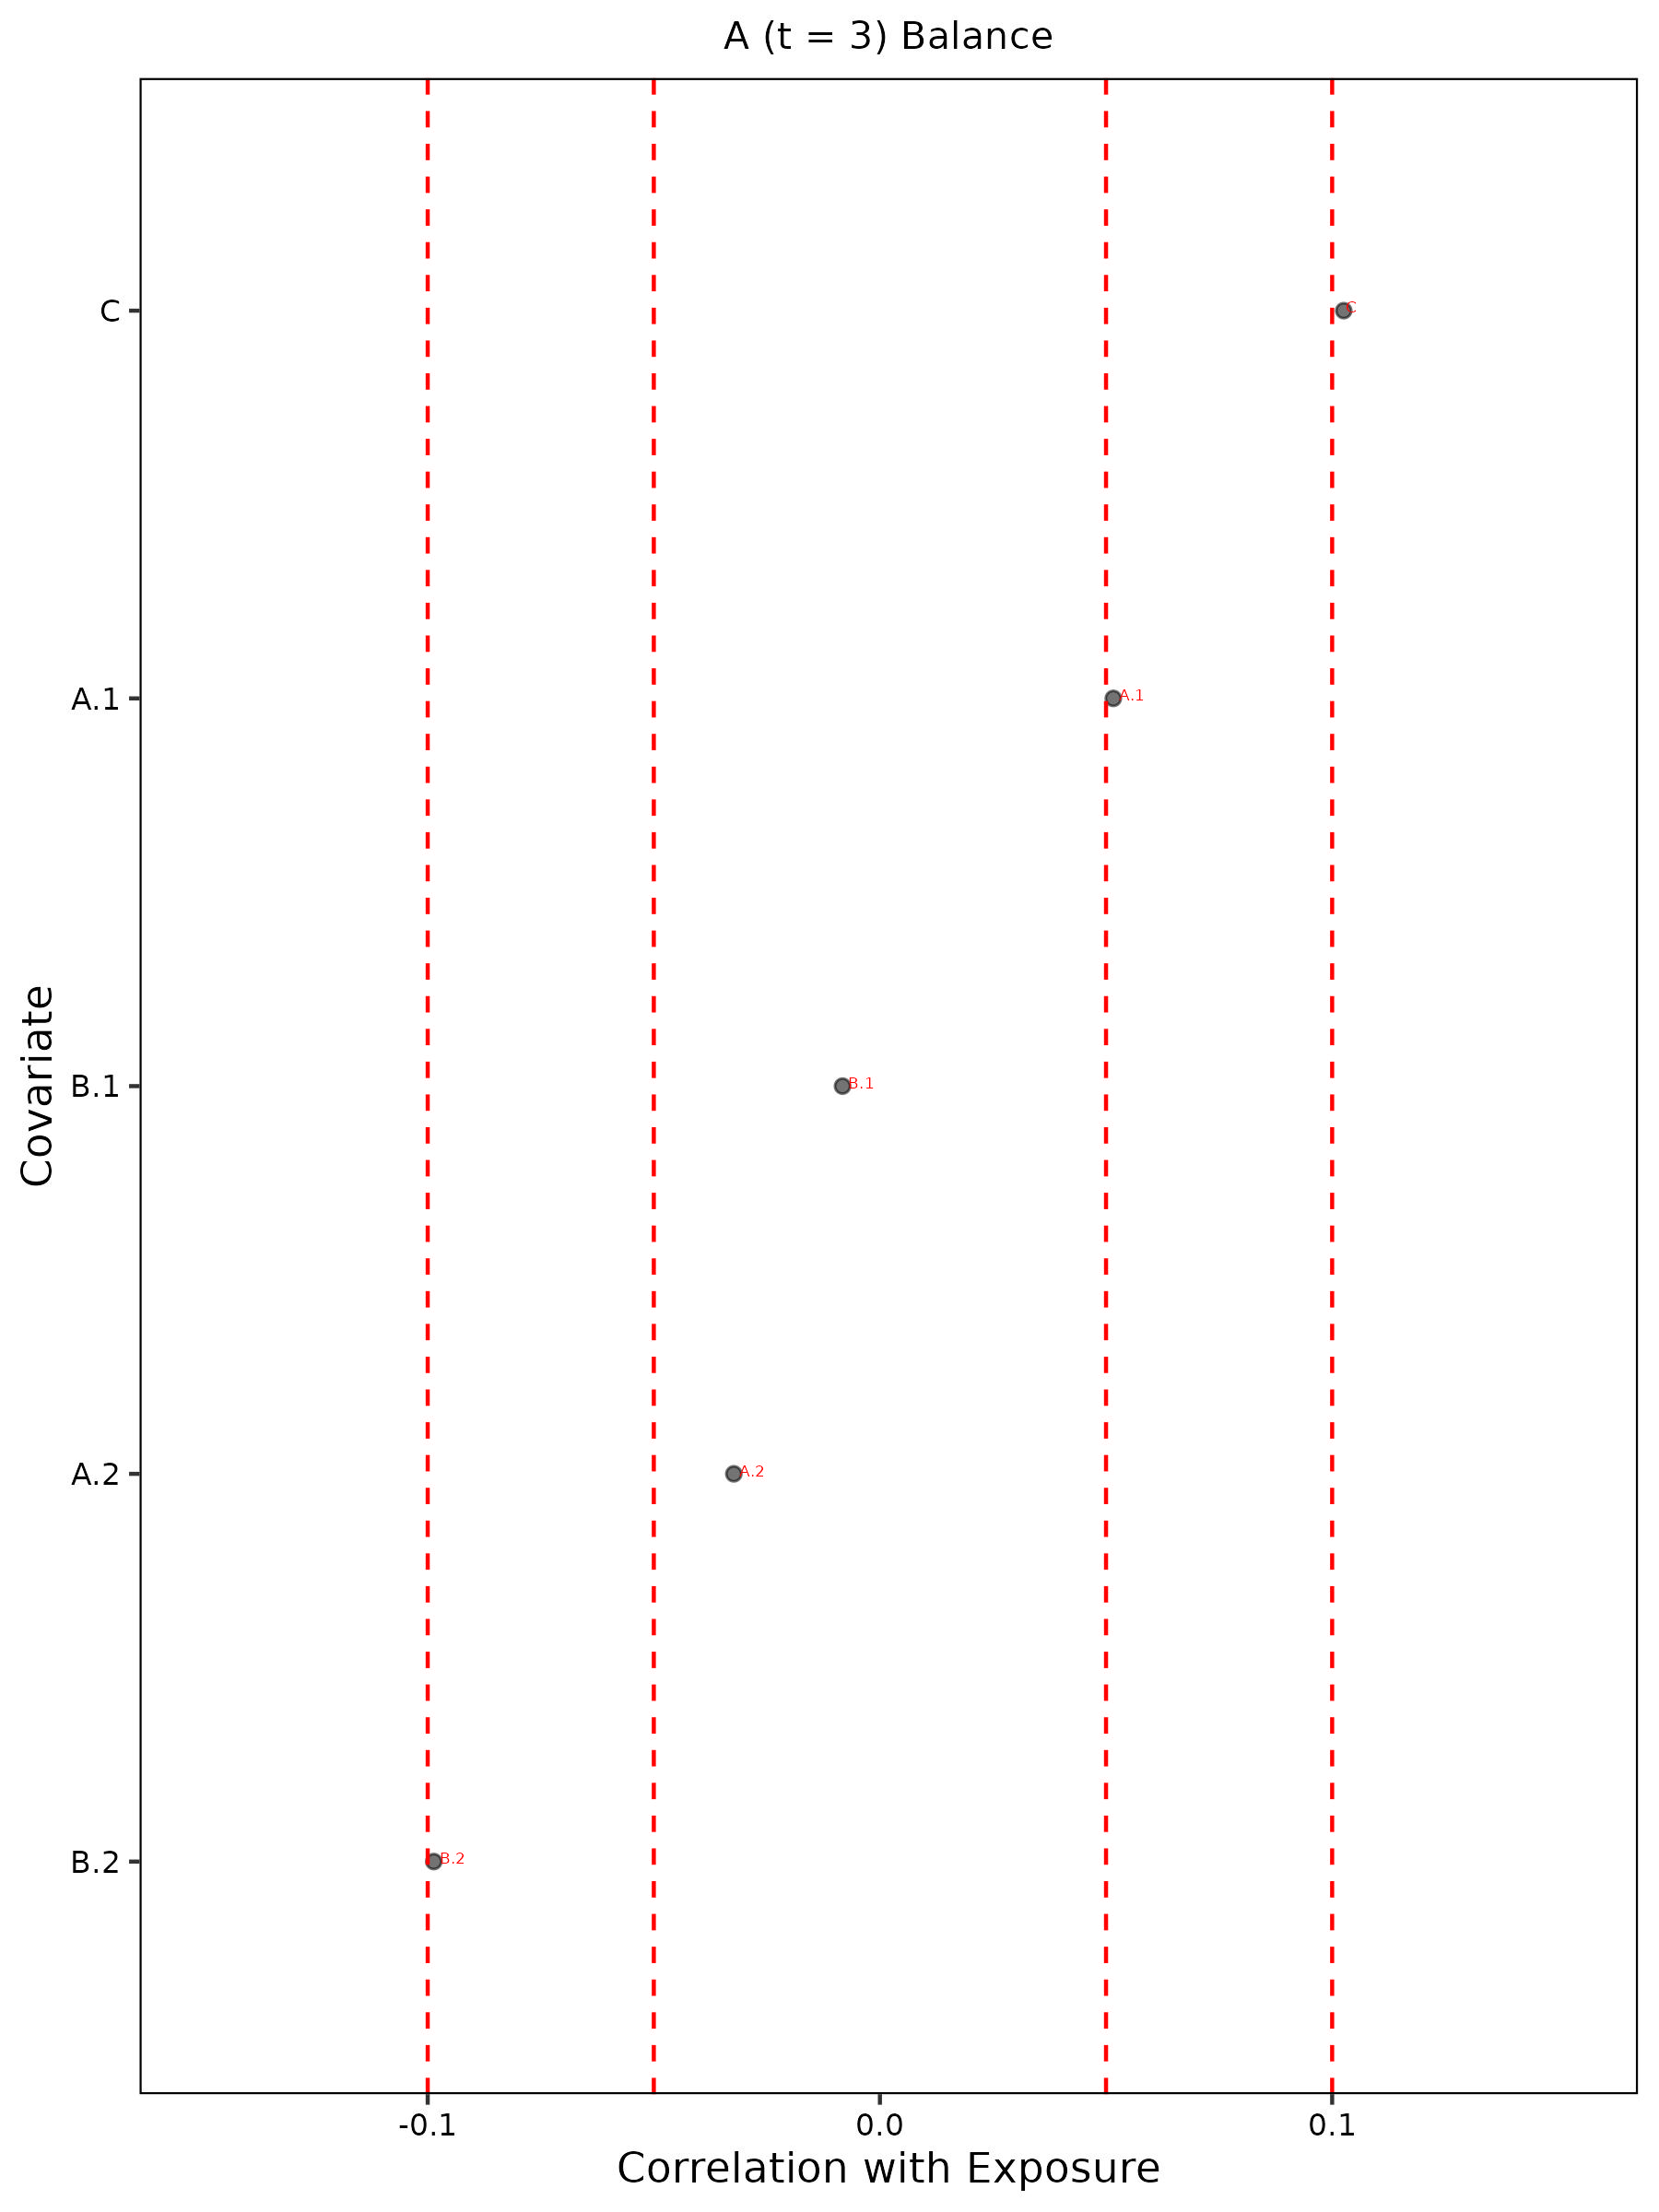 A (t = 3) Balance
C
C
A.1
A.1
Covariate
B.1
B.1
A.2
A.2
B.2
B.2
-0.1
0.0
0.1
Correlation with Exposure